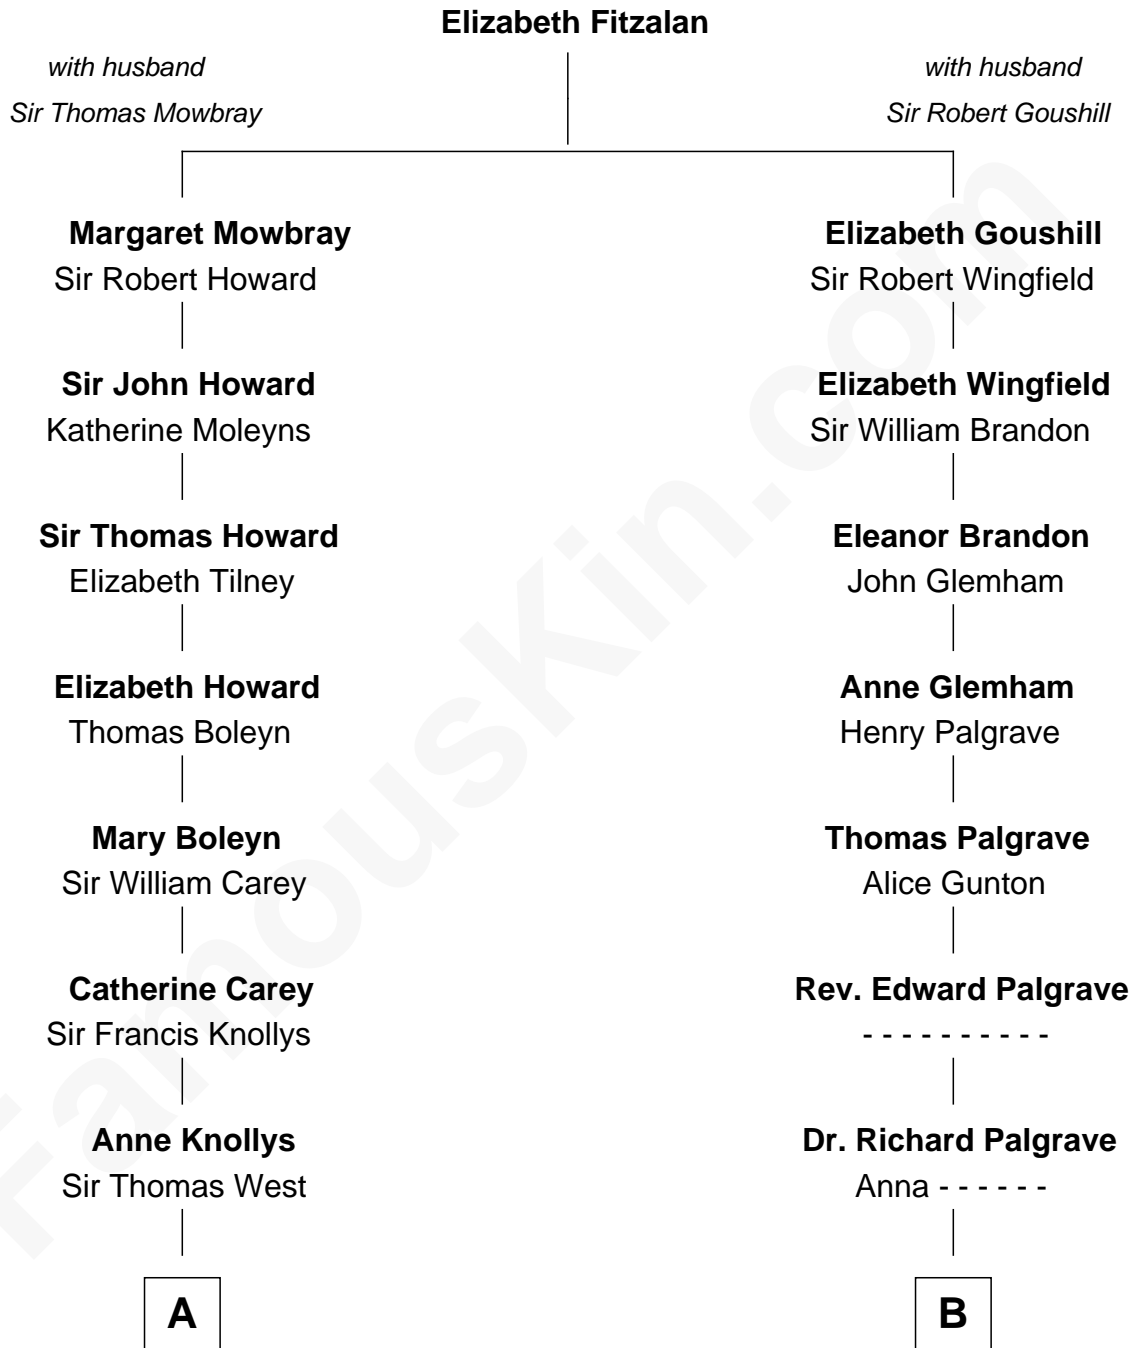 Elizabeth Fitzalan
with husband
Sir Thomas Mowbray
with husband
Sir Robert Goushill
Margaret Mowbray
Sir Robert Howard
Elizabeth Goushill
Sir Robert Wingfield
Sir John Howard
Katherine Moleyns
Elizabeth Wingfield
Sir William Brandon
Sir Thomas Howard
Elizabeth Tilney
Eleanor Brandon
John Glemham
Elizabeth Howard
Thomas Boleyn
Anne Glemham
Henry Palgrave
Mary Boleyn
Sir William Carey
Thomas Palgrave
Alice Gunton
Catherine Carey
Sir Francis Knollys
Rev. Edward Palgrave
- - - - - - - - - -
Anne Knollys
Sir Thomas West
Dr. Richard Palgrave
Anna - - - - - -
A
B
FamousKin.com